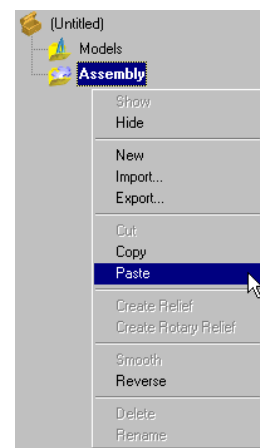 (Untitled)
Models
Assembly
Show
Hide
New
Import...
Export...
Cut
Copy
Paste
Create Relief
Create Rotary Relief
Smooth
Reverse
Delete
Rename